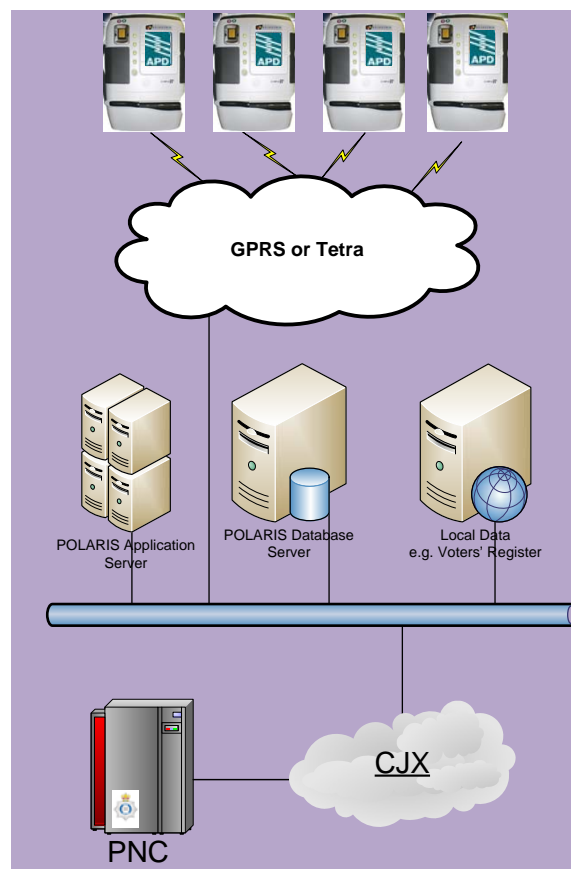 APD
APD
APD
APD
GPRS or Tetra
POLARIS Application
Server
POLARIS Database
Server
Local Data
e.g. Voters' Register
CJX
PNC